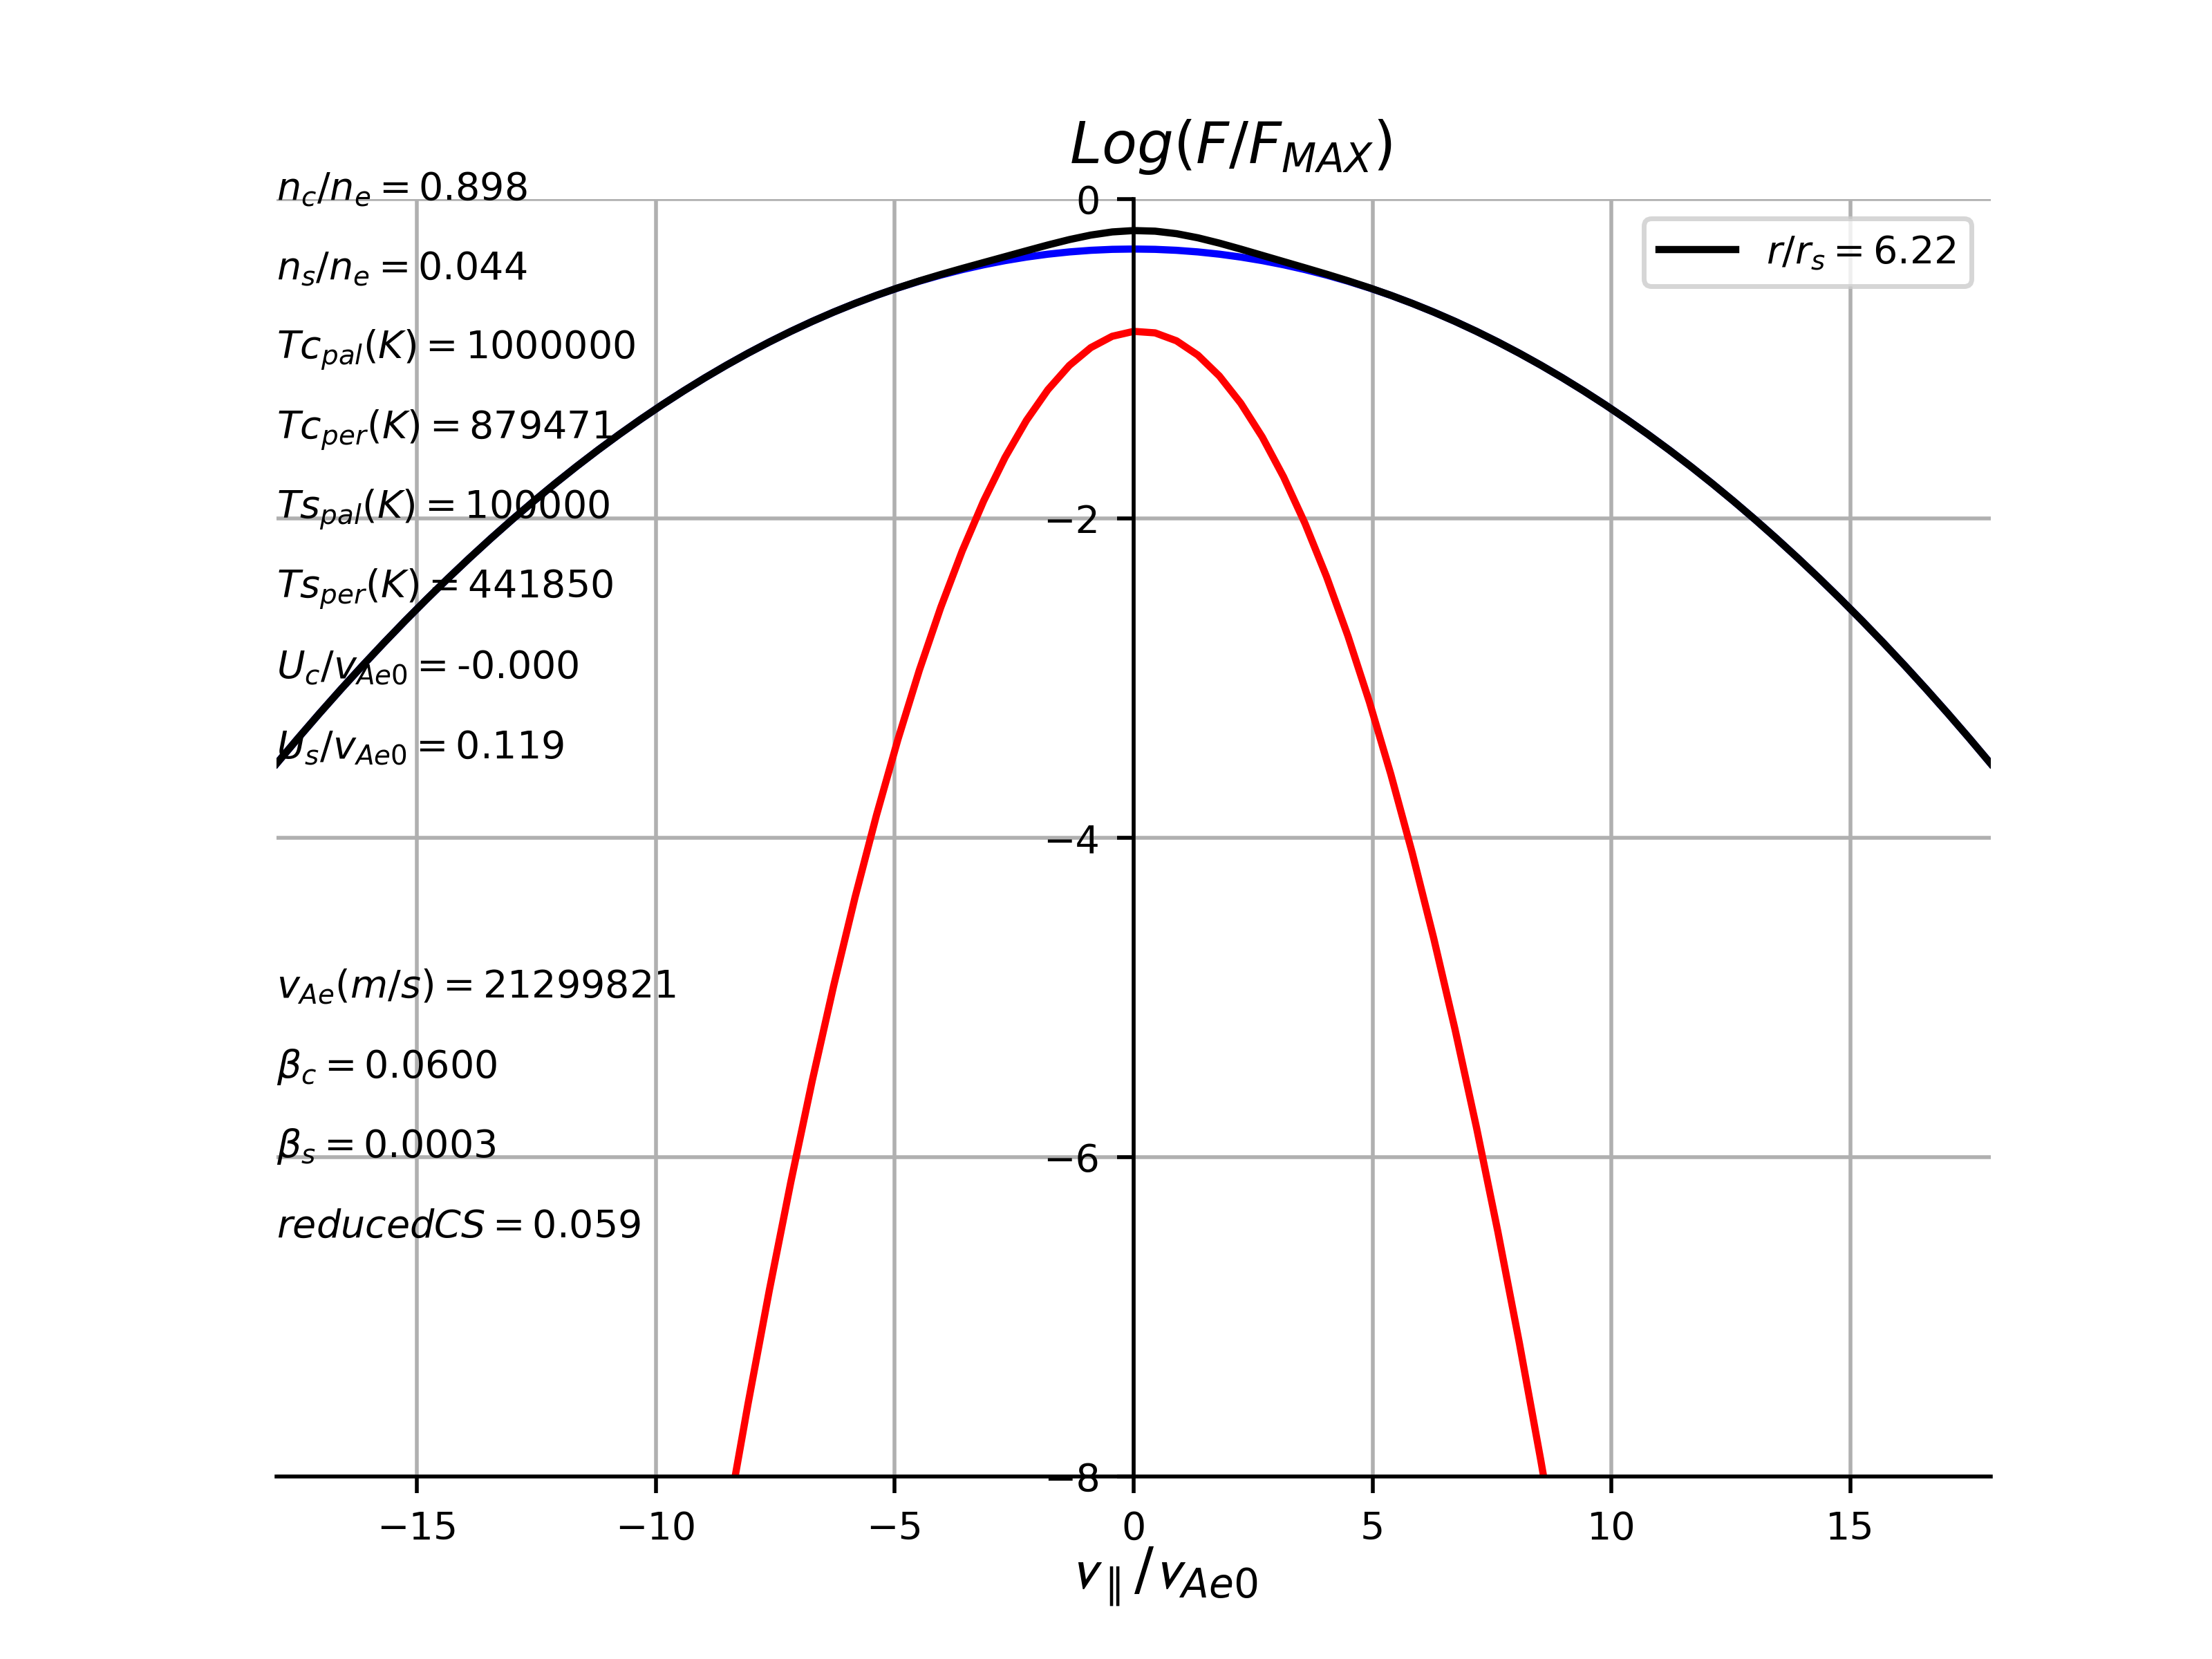 Log(F/F_MAX)
n_c/n_e = 0.898
n_s/n_e = 0.044
Tc_pal(K) = 1000000
Tc_per(K) = 879471
Ts_pal(K) = 100000
Ts_per(K) = 441850
U_c/v_Ae0 = -0.000
U_s/v_Ae0 = 0.119
v_Ae(m/s) = 21299821
β_c = 0.0600
β_s = 0.0003
reducedCS = 0.059
r/r_s = 6.22
0
−2
−4
−6
−8
−15 −10 −5 0 5 10 15
v_∥/v_Ae0